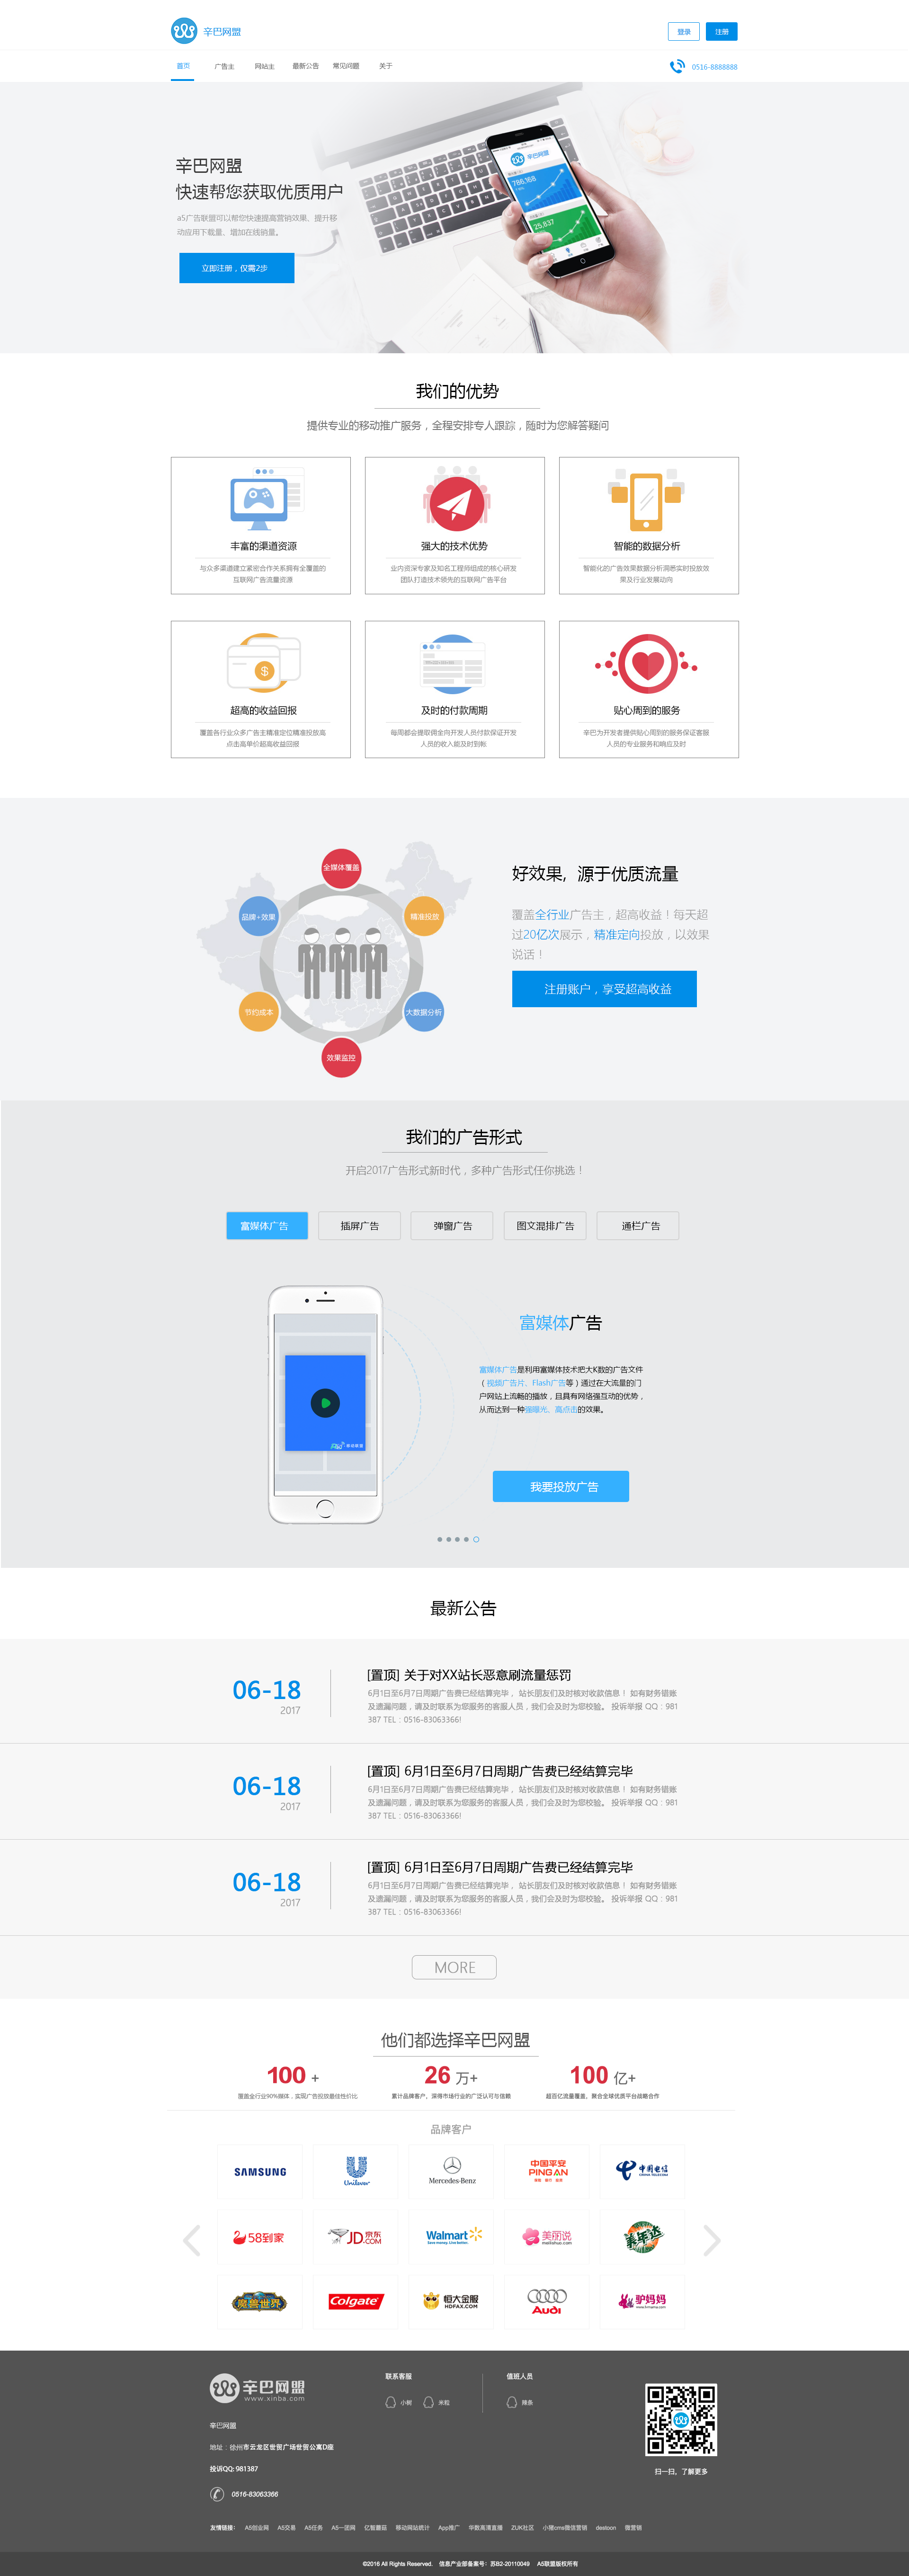 辛巴网盟
登录
注册
首页
广告主
网站主
最新公告
常见问题
关于
0516-8888888
辛巴网盟
快速帮您获取优质用户
a5广告联盟可以帮您快速提高营销效果、提升移
动应用下载量、增加在线销量。
立即注册，仅需2步
辛巴网盟
786,168
25,637
我们的优势
提供专业的移动推广服务，全程安排专人跟踪，随时为您解答疑问
丰富的渠道资源
与众多渠道建立紧密合作关系拥有全覆盖的
互联网广告流量资源
强大的技术优势
业内资深专家及知名工程师组成的核心研发
团队打造技术领先的互联网广告平台
智能的数据分析
智能化的广告效果数据分析洞悉实时投放效
果及行业发展动向
超高的收益回报
覆盖各行业众多广告主精准定位精准投放高
点击高单价超高收益回报
及时的付款周期
每周都会提取佣金向开发人员付款保证开发
人员的收人能及时到帐
贴心周到的服务
辛巴为开发者提供贴心周到的服务保证客服
人员的专业服务和响应及时
全媒体覆盖
品牌+效果
精准投放
节约成本
大数据分析
效果监控
好效果，源于优质流量
覆盖全行业广告主，超高收益！每天超
过20亿次展示，精准定向投放，以效果
说话！
注册账户，享受超高收益
我们的广告形式
开启2017广告形式新时代，多种广告形式任你挑选！
富媒体广告
插屏广告
弹窗广告
图文混排广告
通栏广告
富媒体广告
富媒体广告是利用富媒体技术把大K数的广告文件
（视频广告片、Flash广告等）通过在大流量的门
户网站上流畅的播放，且具有网络强互动的优势，
从而达到一种强曝光、高点击的效果。
我要投放广告
最新公告
06-18
2017
[置顶] 关于对XX站长恶意刷流量惩罚
6月1日至6月7日周期广告费已经结算完毕， 站长朋友们及时核对收款信息！ 如有财务错账
及遗漏问题，请及时联系为您服务的客服人员，我们会及时为您校验。 投诉举报 QQ：981
387 TEL：0516-83063366!
06-18
2017
[置顶] 6月1日至6月7日周期广告费已经结算完毕
6月1日至6月7日周期广告费已经结算完毕， 站长朋友们及时核对收款信息！ 如有财务错账
及遗漏问题，请及时联系为您服务的客服人员，我们会及时为您校验。 投诉举报 QQ：981
387 TEL：0516-83063366!
06-18
2017
[置顶] 6月1日至6月7日周期广告费已经结算完毕
6月1日至6月7日周期广告费已经结算完毕， 站长朋友们及时核对收款信息！ 如有财务错账
及遗漏问题，请及时联系为您服务的客服人员，我们会及时为您校验。 投诉举报 QQ：981
387 TEL：0516-83063366!
MORE
他们都选择辛巴网盟
100 +
26 万+
100 亿+
覆盖全行业90%媒体，实现广告投放最佳性价比
累计品牌客户，深得市场行业的广泛认可与信赖
超百亿流量覆盖，聚合全球优质平台战略合作
品牌客户
SAMSUNG
Unilever
Mercedes-Benz
中国平安
PINGAN
中国电信
CHINA TELECOM
58到家
JD京东
.COM
Walmart
Save money. Live better.
美丽说
meilishuo.com
魔兽世界
Colgate
恒大金服
HDFAX.COM
Audi
驴妈妈
辛巴网盟
www.xinba.com
联系客服
小树
米粒
值班人员
辣条
辛巴网盟
地址：徐州市云龙区世贸广场世贸公寓D座
投诉QQ: 981387
0516-83063366
扫一扫，了解更多
友情链接：
A5创业网
A5交易
A5任务
A5一团网
亿智蘑菇
移动网站统计
App推广
华数高清直播
ZUK社区
小猪cms微信营销
destoon
微营销
©2016 All Rights Reserved. 信息产业部备案号：苏B2-20110049 A5联盟版权所有